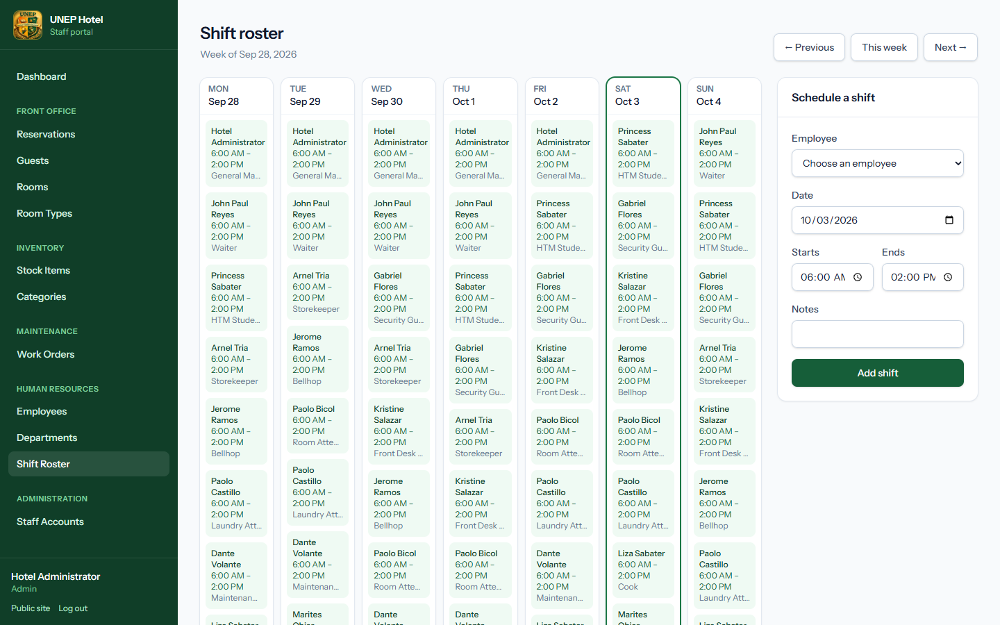 UNEP Hotel
Staff portal
Dashboard
FRONT OFFICE
Reservations
Guests
Rooms
Room Types
INVENTORY
Stock Items
Categories
MAINTENANCE
Work Orders
HUMAN RESOURCES
Employees
Departments
Shift Roster
ADMINISTRATION
Staff Accounts
Hotel Administrator
Admin
Public site Log out
Shift roster
Week of Sep 28, 2026
← Previous
This week
Next →
MON
Sep 28
Hotel
Administrator
6:00 AM –
2:00 PM
General Ma...
John Paul
Reyes
6:00 AM –
2:00 PM
Waiter
Princess
Sabater
6:00 AM –
2:00 PM
HTM Stude...
Arnel Tria
6:00 AM –
2:00 PM
Storekeeper
Jerome
Ramos
6:00 AM –
2:00 PM
Bellhop
Paolo
Castillo
6:00 AM –
2:00 PM
Laundry Att...
Dante
Volante
6:00 AM –
2:00 PM
Maintenan...
Liza Sabater
TUE
Sep 29
Hotel
Administrator
6:00 AM –
2:00 PM
General Ma...
John Paul
Reyes
6:00 AM –
2:00 PM
Waiter
Arnel Tria
6:00 AM –
2:00 PM
Storekeeper
Jerome
Ramos
6:00 AM –
2:00 PM
Bellhop
Paolo Bicol
6:00 AM –
2:00 PM
Room Atte...
Paolo
Castillo
6:00 AM –
2:00 PM
Laundry Att...
Dante
Volante
6:00 AM –
2:00 PM
Maintenan...
Marites
WED
Sep 30
Hotel
Administrator
6:00 AM –
2:00 PM
General Ma...
John Paul
Reyes
6:00 AM –
2:00 PM
Waiter
Gabriel
Flores
6:00 AM –
2:00 PM
Security Gu...
Arnel Tria
6:00 AM –
2:00 PM
Storekeeper
Kristine
Salazar
6:00 AM –
2:00 PM
Front Desk ...
Jerome
Ramos
6:00 AM –
2:00 PM
Bellhop
Paolo Bicol
6:00 AM –
2:00 PM
Room Atte...
Dante
Volante
THU
Oct 1
Hotel
Administrator
6:00 AM –
2:00 PM
General Ma...
John Paul
Reyes
6:00 AM –
2:00 PM
Waiter
Princess
Sabater
6:00 AM –
2:00 PM
HTM Stude...
Gabriel
Flores
6:00 AM –
2:00 PM
Security Gu...
Arnel Tria
6:00 AM –
2:00 PM
Storekeeper
Kristine
Salazar
6:00 AM –
2:00 PM
Front Desk ...
Paolo Bicol
6:00 AM –
2:00 PM
Room Atte...
Dante
Volante
FRI
Oct 2
Hotel
Administrator
6:00 AM –
2:00 PM
General Ma...
Princess
Sabater
6:00 AM –
2:00 PM
HTM Stude...
Gabriel
Flores
6:00 AM –
2:00 PM
Security Gu...
Kristine
Salazar
6:00 AM –
2:00 PM
Front Desk ...
Paolo Bicol
6:00 AM –
2:00 PM
Room Atte...
Paolo
Castillo
6:00 AM –
2:00 PM
Laundry Att...
Dante
Volante
6:00 AM –
2:00 PM
Maintenan...
Liza Sabater
SAT
Oct 3
Princess
Sabater
6:00 AM –
2:00 PM
HTM Stude...
Gabriel
Flores
6:00 AM –
2:00 PM
Security Gu...
Kristine
Salazar
6:00 AM –
2:00 PM
Front Desk ...
Jerome
Ramos
6:00 AM –
2:00 PM
Bellhop
Paolo Bicol
6:00 AM –
2:00 PM
Room Atte...
Paolo
Castillo
6:00 AM –
2:00 PM
Laundry Att...
Liza Sabater
6:00 AM –
2:00 PM
Cook
Marites
SUN
Oct 4
John Paul
Reyes
6:00 AM –
2:00 PM
Waiter
Princess
Sabater
6:00 AM –
2:00 PM
HTM Stude...
Gabriel
Flores
6:00 AM –
2:00 PM
Security Gu...
Arnel Tria
6:00 AM –
2:00 PM
Storekeeper
Kristine
Salazar
6:00 AM –
2:00 PM
Front Desk ...
Jerome
Ramos
6:00 AM –
2:00 PM
Bellhop
Paolo
Castillo
6:00 AM –
2:00 PM
Laundry Att...
Liza Sabater
Schedule a shift
Employee
Choose an employee
Date
10/03/2026
Starts Ends
06:00 AM 02:00 PM
Notes
Add shift